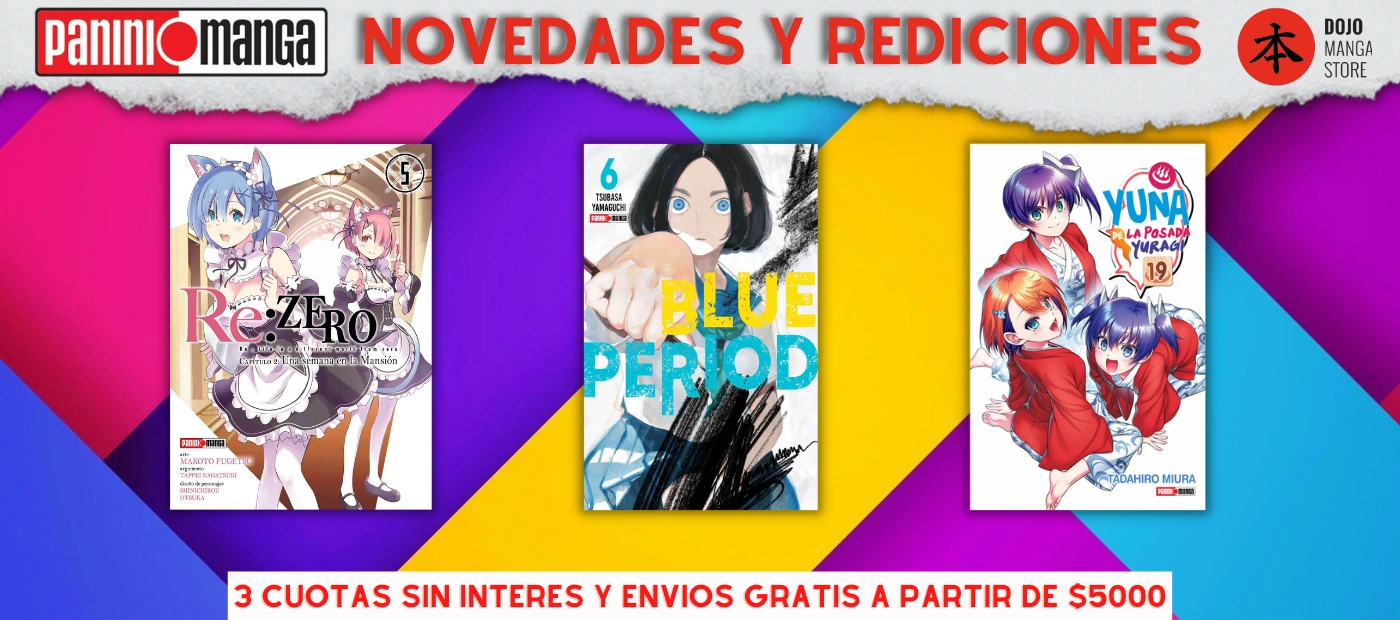 PANINI MANGA
NOVEDADES Y REDICIONES
本
DOJO
MANGA
STORE
5
Re:ZERO
CAPÍTULO 2: Una semana en la Mansión
PANINI MANGA
arte
MAKOTO FUGETSU
argumento
TAPPEI NAGATSUKI
diseño de personajes
SHINICHIROU
OTSUKA
6
TSUBASA
YAMAGUCHI
PANINI MANGA
BLUE
PERIOD
YUNA
DE LA POSADA
YURAGI
19
TADAHIRO MIURA
PANINI MANGA
3 CUOTAS SIN INTERES Y ENVIOS GRATIS A PARTIR DE $5000